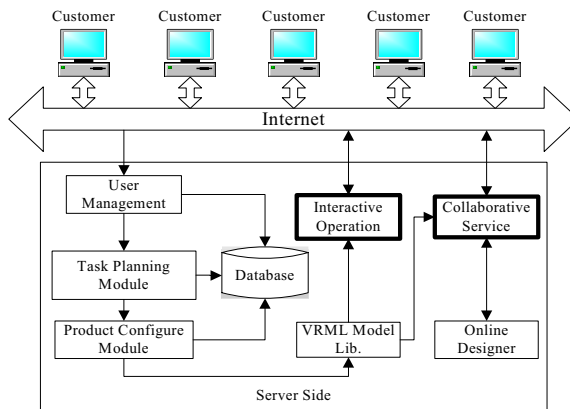 Customer Customer Customer Customer Customer
Internet
User
Management
Interactive
Operation
Collaborative
Service
Task Planning
Module
Database
Product Configure
Module
VRML Model
Lib.
Online
Designer
Server Side